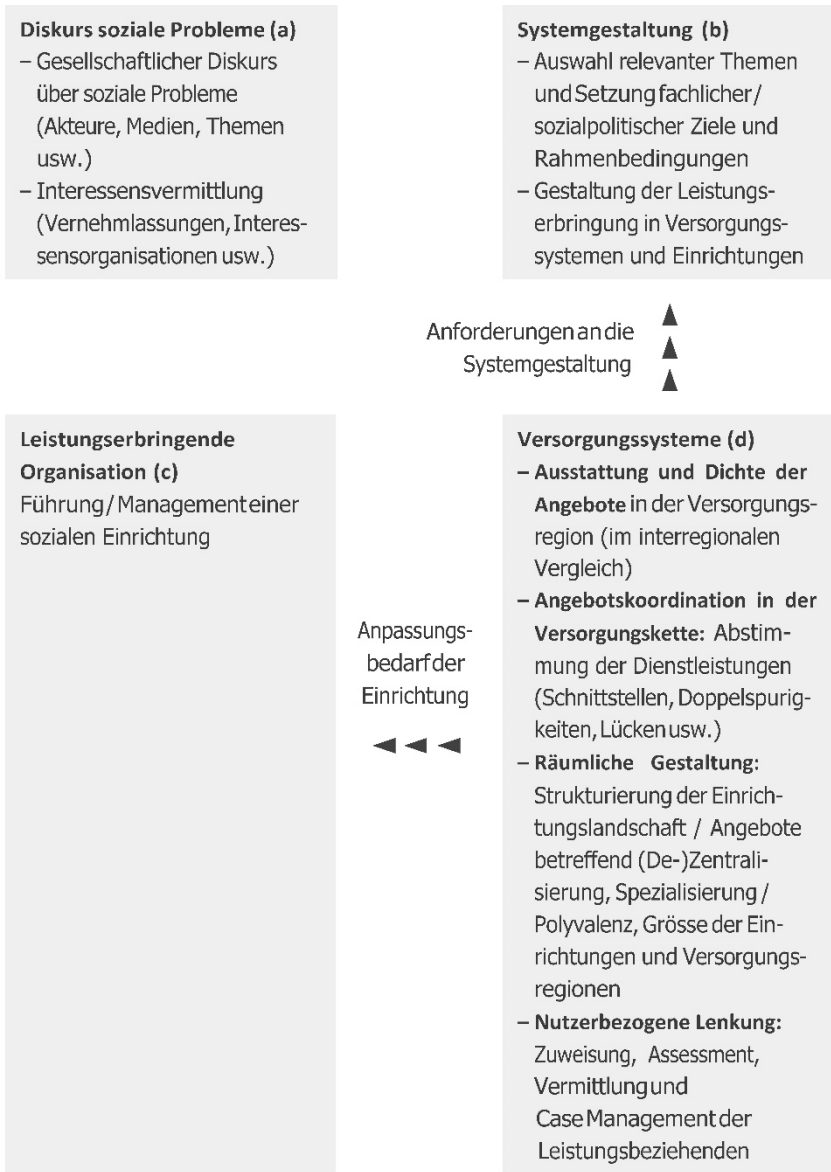 Diskurs soziale Probleme (a)
– Gesellschaftlicher Diskurs
über soziale Probleme
(Akteure, Medien, Themen
usw.)
– Interessensvermittlung
(Vernehmlassungen, Interes-
sensorganisationen usw.)
Systemgestaltung (b)
– Auswahl relevanter Themen
und Setzung fachlicher/
sozialpolitischer Ziele und
Rahmenbedingungen
– Gestaltung der Leistungs-
erbringung in Versorgungs-
systemen und Einrichtungen
Anforderungen an die
Systemgestaltung
Leistungserbringende
Organisation (c)
Führung/Management einer
sozialen Einrichtung
Anpassungs-
bedarf der
Einrichtung
Versorgungssysteme (d)
– Ausstattung und Dichte der
Angebote in der Versorgungs-
region (im interregionalen
Vergleich)
– Angebotskoordination in der
Versorgungskette: Abstim-
mung der Dienstleistungen
(Schnittstellen, Doppelspurig-
keiten, Lücken usw.)
– Räumliche Gestaltung:
Strukturierung der Einrich-
tungslandschaft / Angebote
betreffend (De-)Zentrali-
sierung, Spezialisierung /
Polyvalenz, Grösse der Ein-
richtungen und Versorgungs-
regionen
– Nutzerbezogene Lenkung:
Zuweisung, Assessment,
Vermittlung und
Case Management der
Leistungsbeziehenden